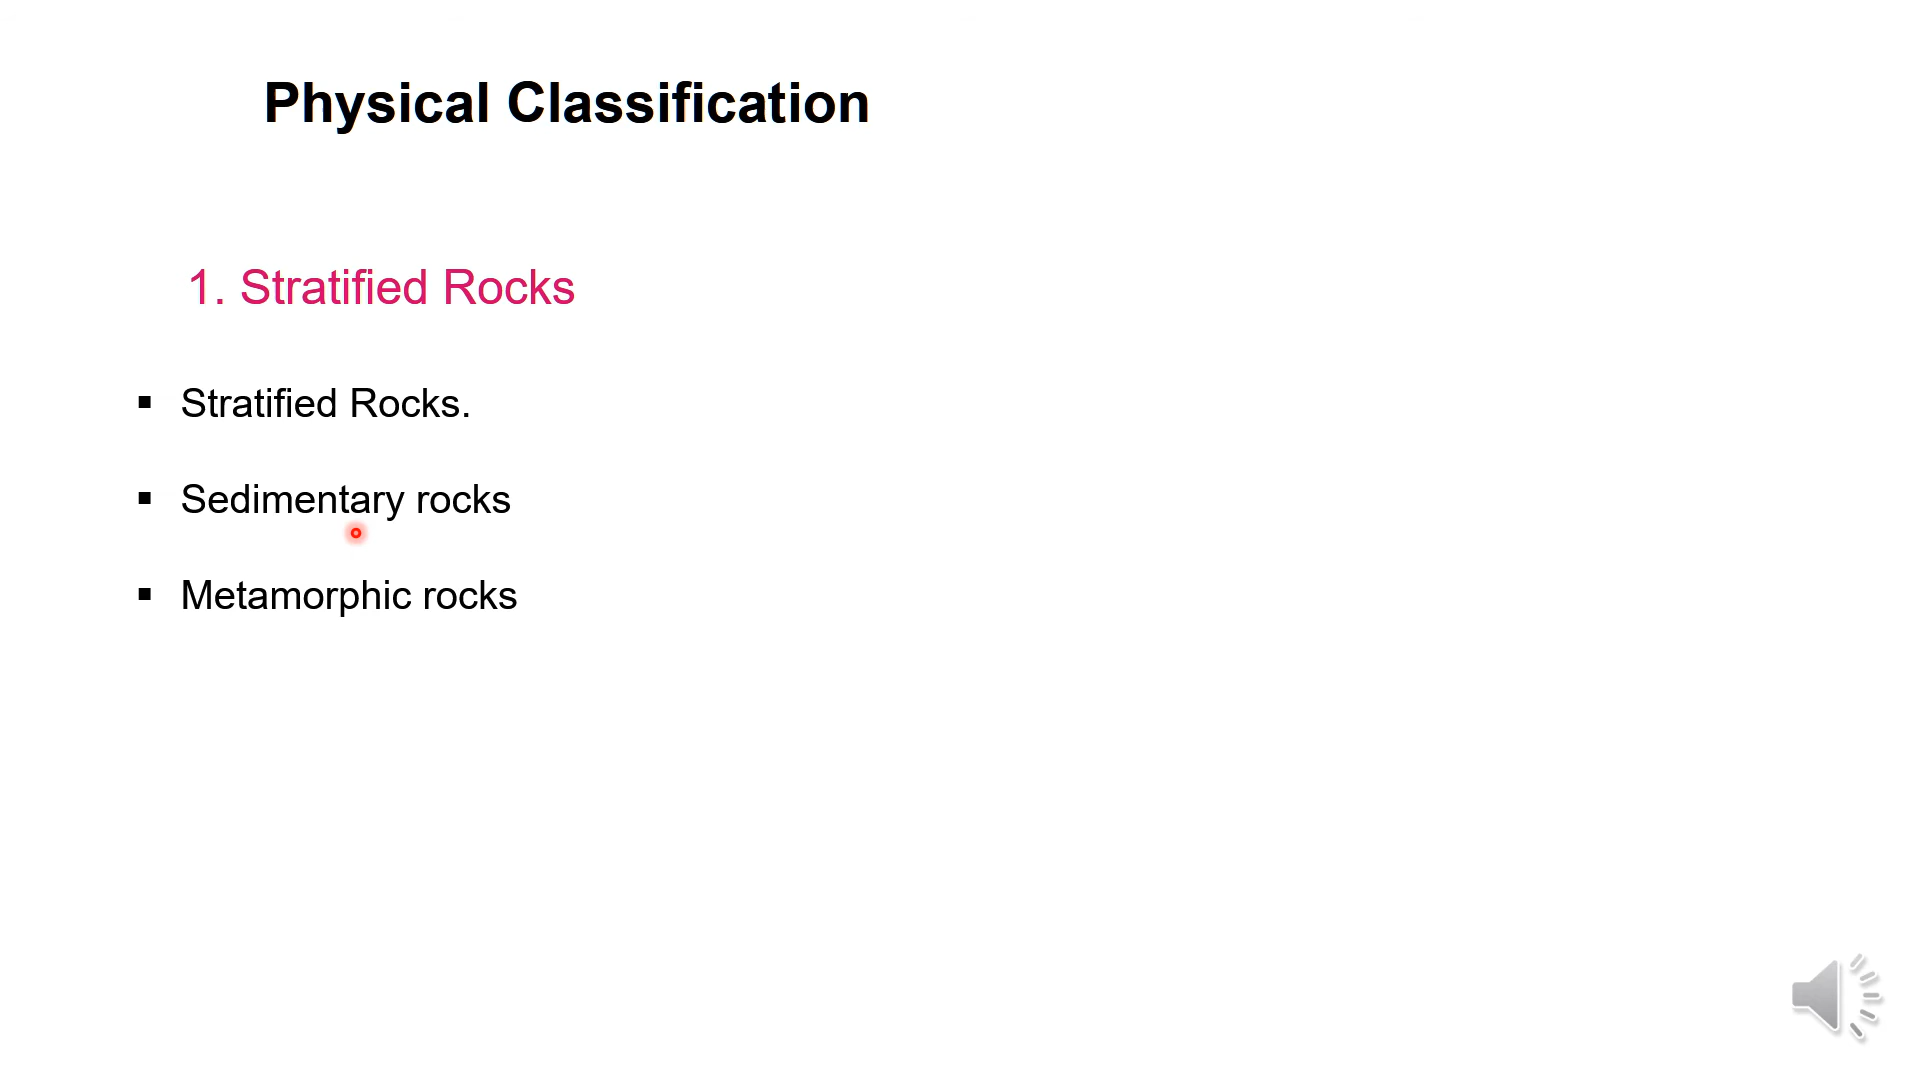 Physical Classification
1. Stratified Rocks
▪ Stratified Rocks.
▪ Sedimentary rocks
▪ Metamorphic rocks